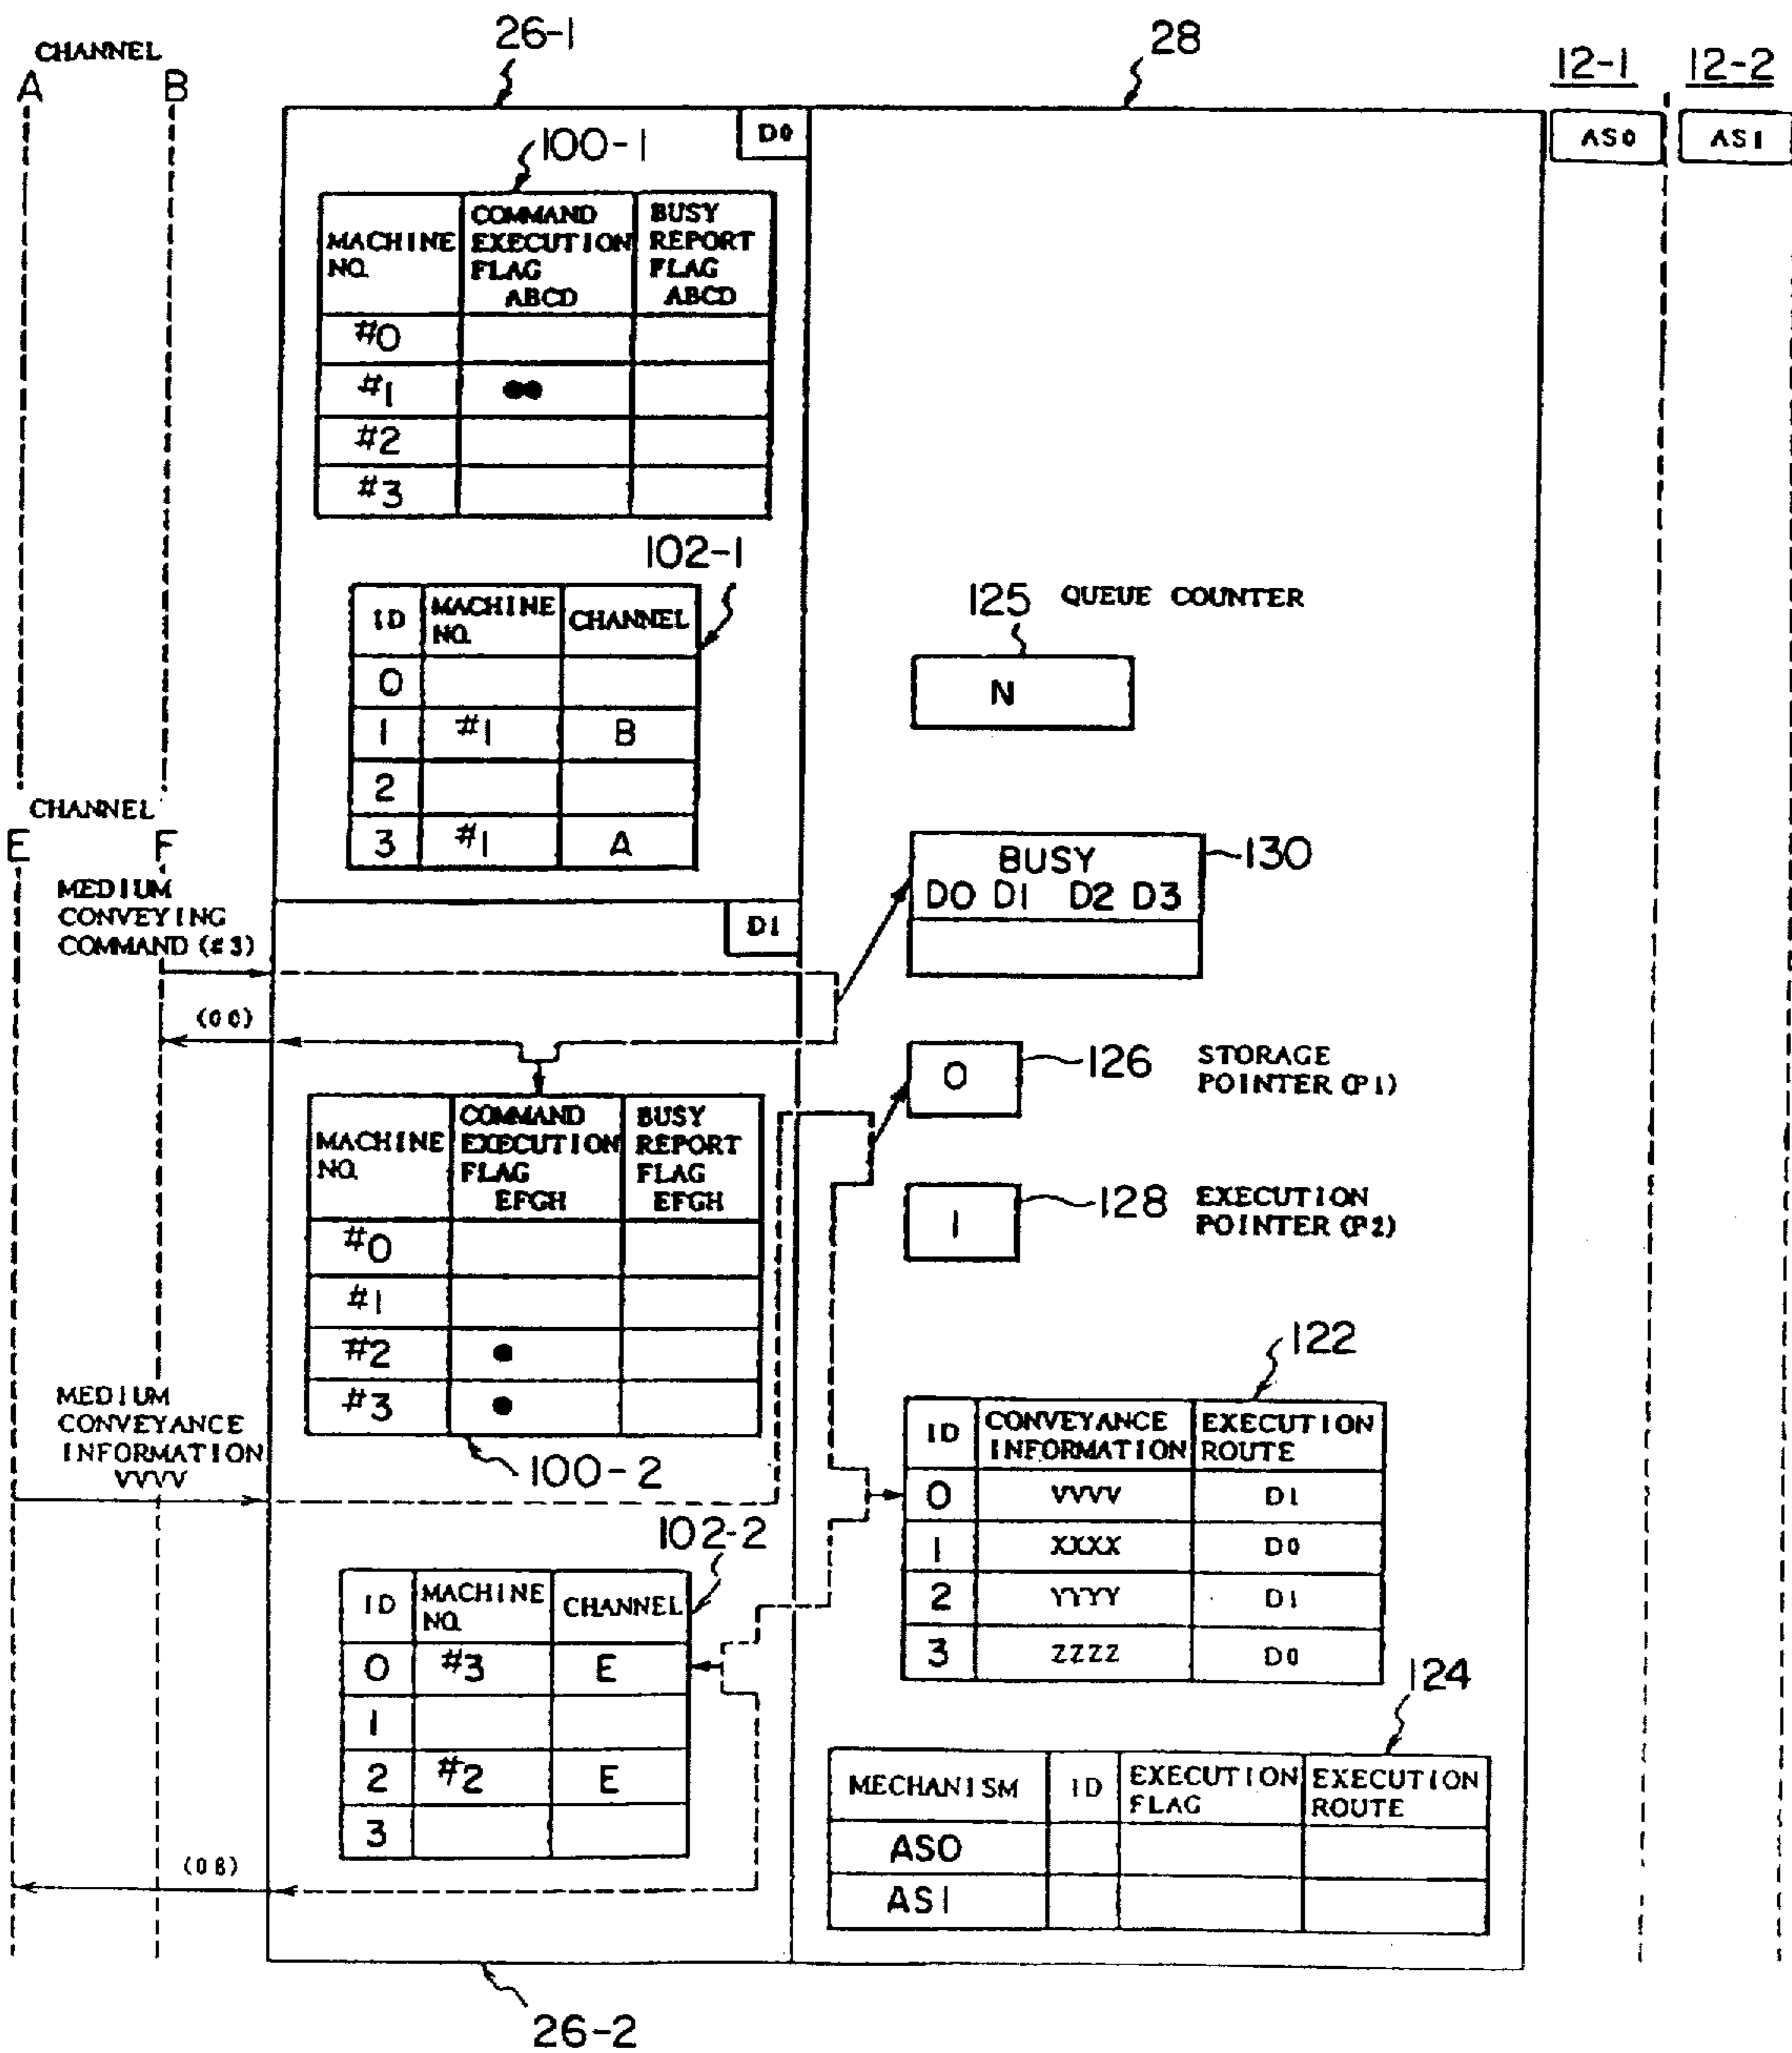 CHANNEL
A B
26-1
28
12-1 12-2
D0
AS0 AS1
100-1
MACHINE NO.
COMMAND EXECUTION FLAG ABCD
BUSY REPORT FLAG ABCD
#0
#1 ●●
#2
#3
102-1
ID MACHINE NO. CHANNEL
0
1 #1 B
2
3 #1 A
125 QUEUE COUNTER
N
CHANNEL
E F
MEDIUM
CONVEYING
COMMAND (#3)
D1
BUSY
D0 D1 D2 D3
130
(00)
0
126 STORAGE
POINTER (P1)
1
128 EXECUTION
POINTER (P2)
MACHINE NO.
COMMAND EXECUTION FLAG EFGH
BUSY REPORT FLAG EFGH
#0
#1
#2 ●
#3 ●
100-2
MEDIUM
CONVEYANCE
INFORMATION
VVVV
122
ID CONVEYANCE INFORMATION EXECUTION ROUTE
0 VVVV D1
1 XXXX D0
2 YYYY D1
3 ZZZZ D0
102-2
ID MACHINE NO. CHANNEL
0 #3 E
1
2 #2 E
3
(08)
124
MECHANISM ID EXECUTION FLAG EXECUTION ROUTE
AS0
AS1
26-2